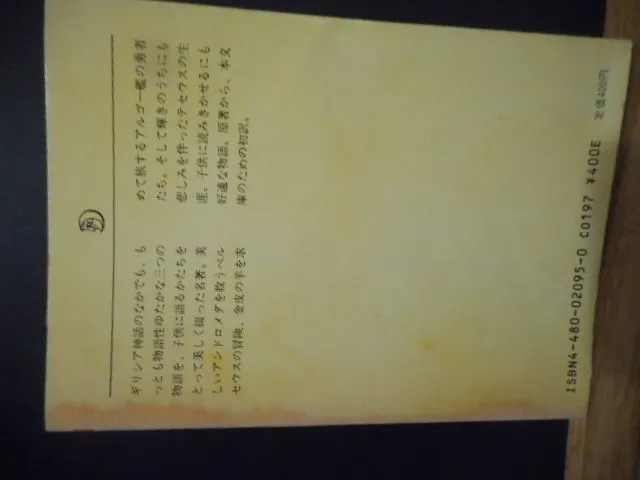 ギリシア神話のなかでも、も
っとも物語性ゆたかな三つの
物語を、子供に語るかたちを
とって美しく綴った名著。美
しいアンドロメダを救うペル
セウスの冒険、金皮の羊を求
めて旅するアルゴー艦の勇者
たち。そして輝きのうちにも
悲しみを伴ったテセウスの生
涯。子供に読みきかせるにも
好適な物語。原著から、本文
庫のための初訳。
ISBN4-480-02095-0 C0197 ¥400E
定価400円